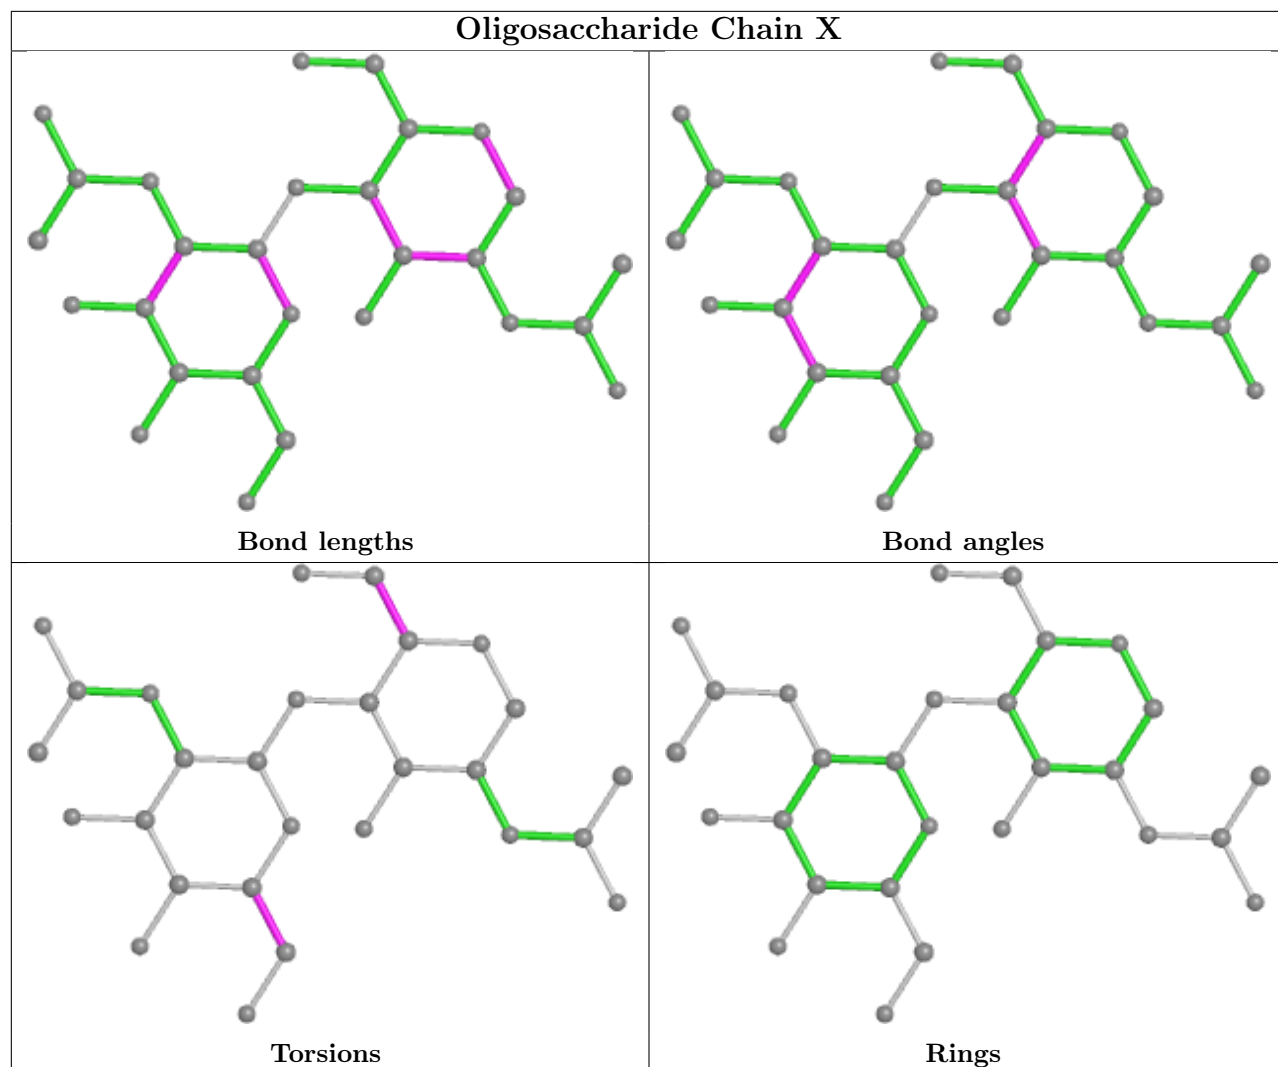 Oligosaccharide Chain X
Bond lengths
Bond angles
Torsions
Rings